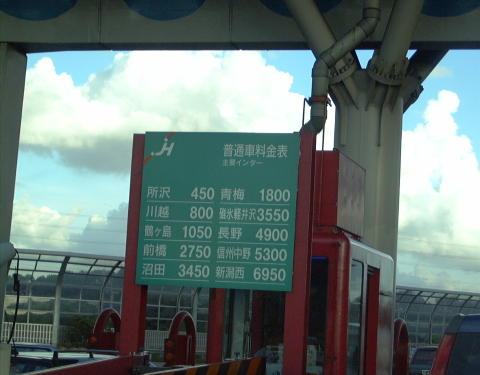 JH 普通車料金表
主要インター
所沢 450 青梅 1800
川越 800 碓氷軽井沢 3550
鶴ヶ島 1050 長野 4900
前橋 2750 信州中野 5300
沼田 3450 新潟西 6950